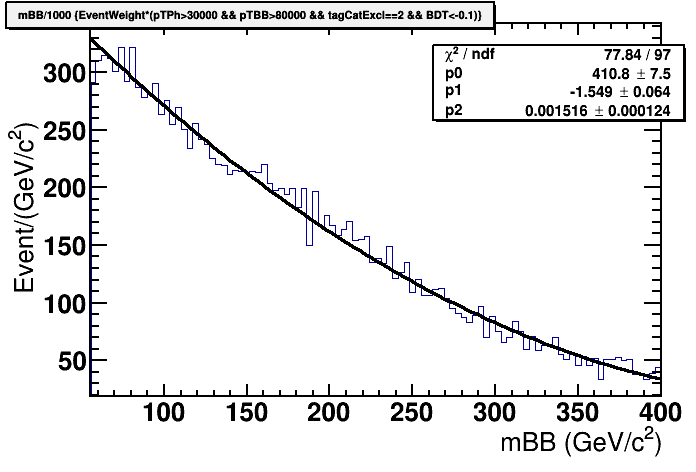 mBB/1000 {EventWeight*(pTPh>30000 && pTBB>80000 && tagCatExcl==2 && BDT<-0.1)}
χ² / ndf 77.84 / 97
p0 410.8 ± 7.5
p1 -1.549 ± 0.064
p2 0.001516 ± 0.000124
Event/(GeV/c²)
300
250
200
150
100
50
100 150 200 250 300 350 400
mBB (GeV/c²)